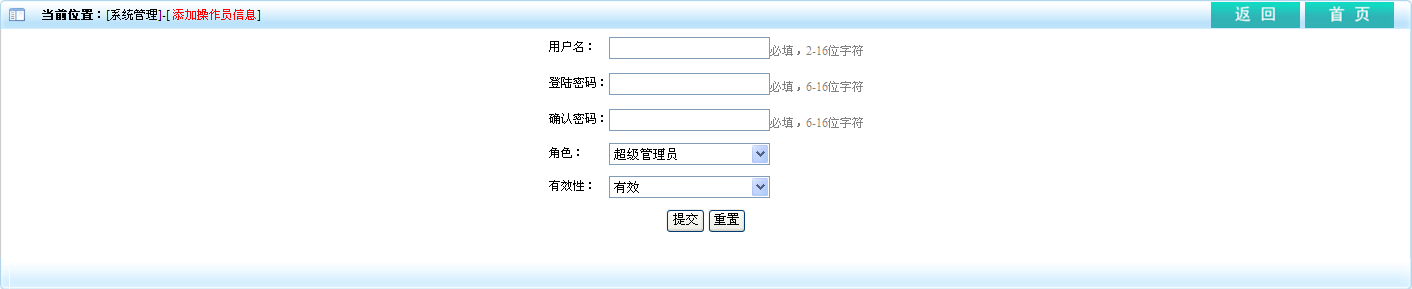 当前位置：[系统管理]-[ 添加操作员信息] 返 回 首 页
用户名： 必填，2-16位字符
登陆密码： 必填，6-16位字符
确认密码： 必填，6-16位字符
角色： 超级管理员
有效性： 有效
提交 重置